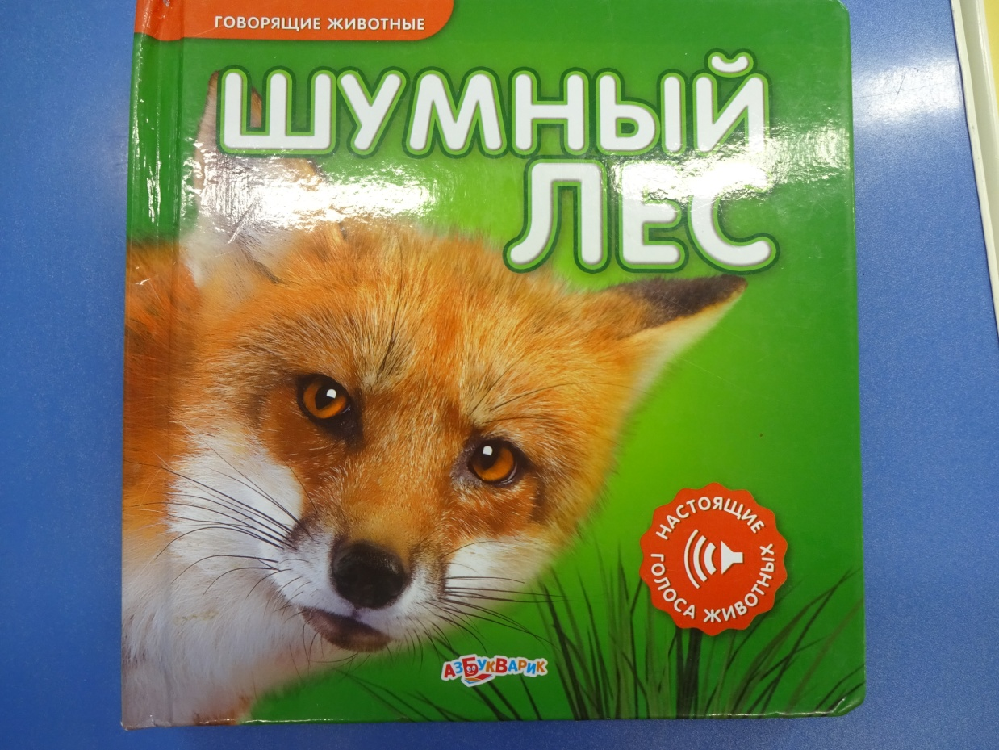 ГОВОРЯЩИЕ ЖИВОТНЫЕ
ШУМНЫЙ
ЛЕС
НАСТОЯЩИЕ
ГОЛОСА ЖИВОТНЫХ
АЗБУКВАРИК